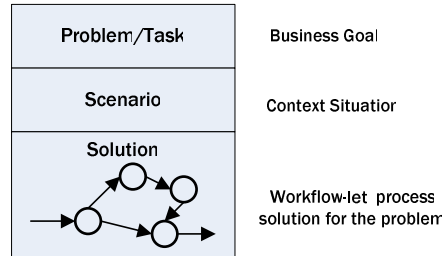 Problem/Task
Business Goal
Scenario
Context Situation
Solution
Workflow-let process
solution for the problem